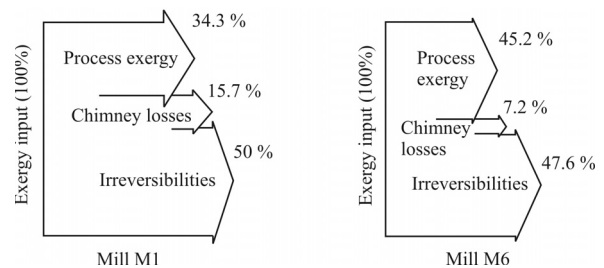 Exergy input (100%)
34.3 %
Process exergy
15.7 %
Chimney losses
50 %
Irreversibilities
Mill M1
Exergy input (100%)
45.2 %
Process
exergy
7.2 %
Chimney
losses
47.6 %
Irreversibilities
Mill M6